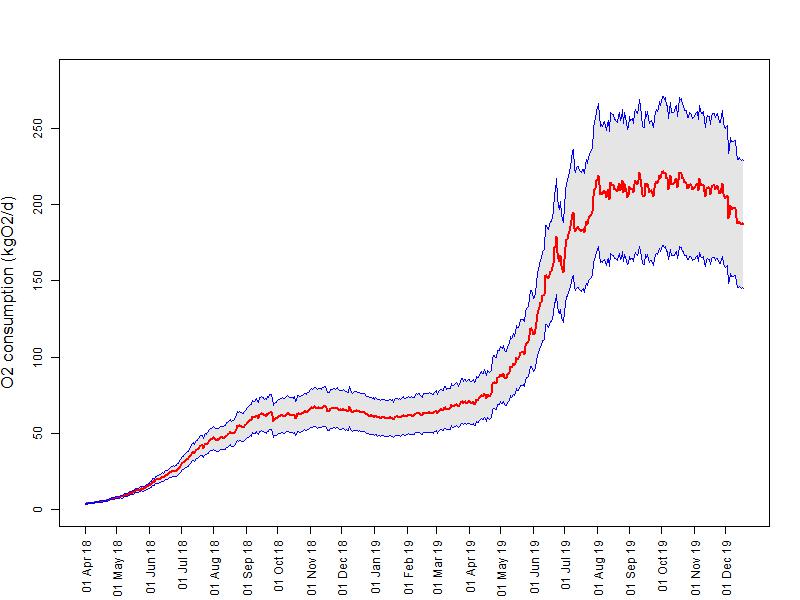 O2 consumption (kgO2/d)
250
200
150
100
50
0
01 Apr 18
01 May 18
01 Jun 18
01 Jul 18
01 Aug 18
01 Sep 18
01 Oct 18
01 Nov 18
01 Dec 18
01 Jan 19
01 Feb 19
01 Mar 19
01 Apr 19
01 May 19
01 Jun 19
01 Jul 19
01 Aug 19
01 Sep 19
01 Oct 19
01 Nov 19
01 Dec 19